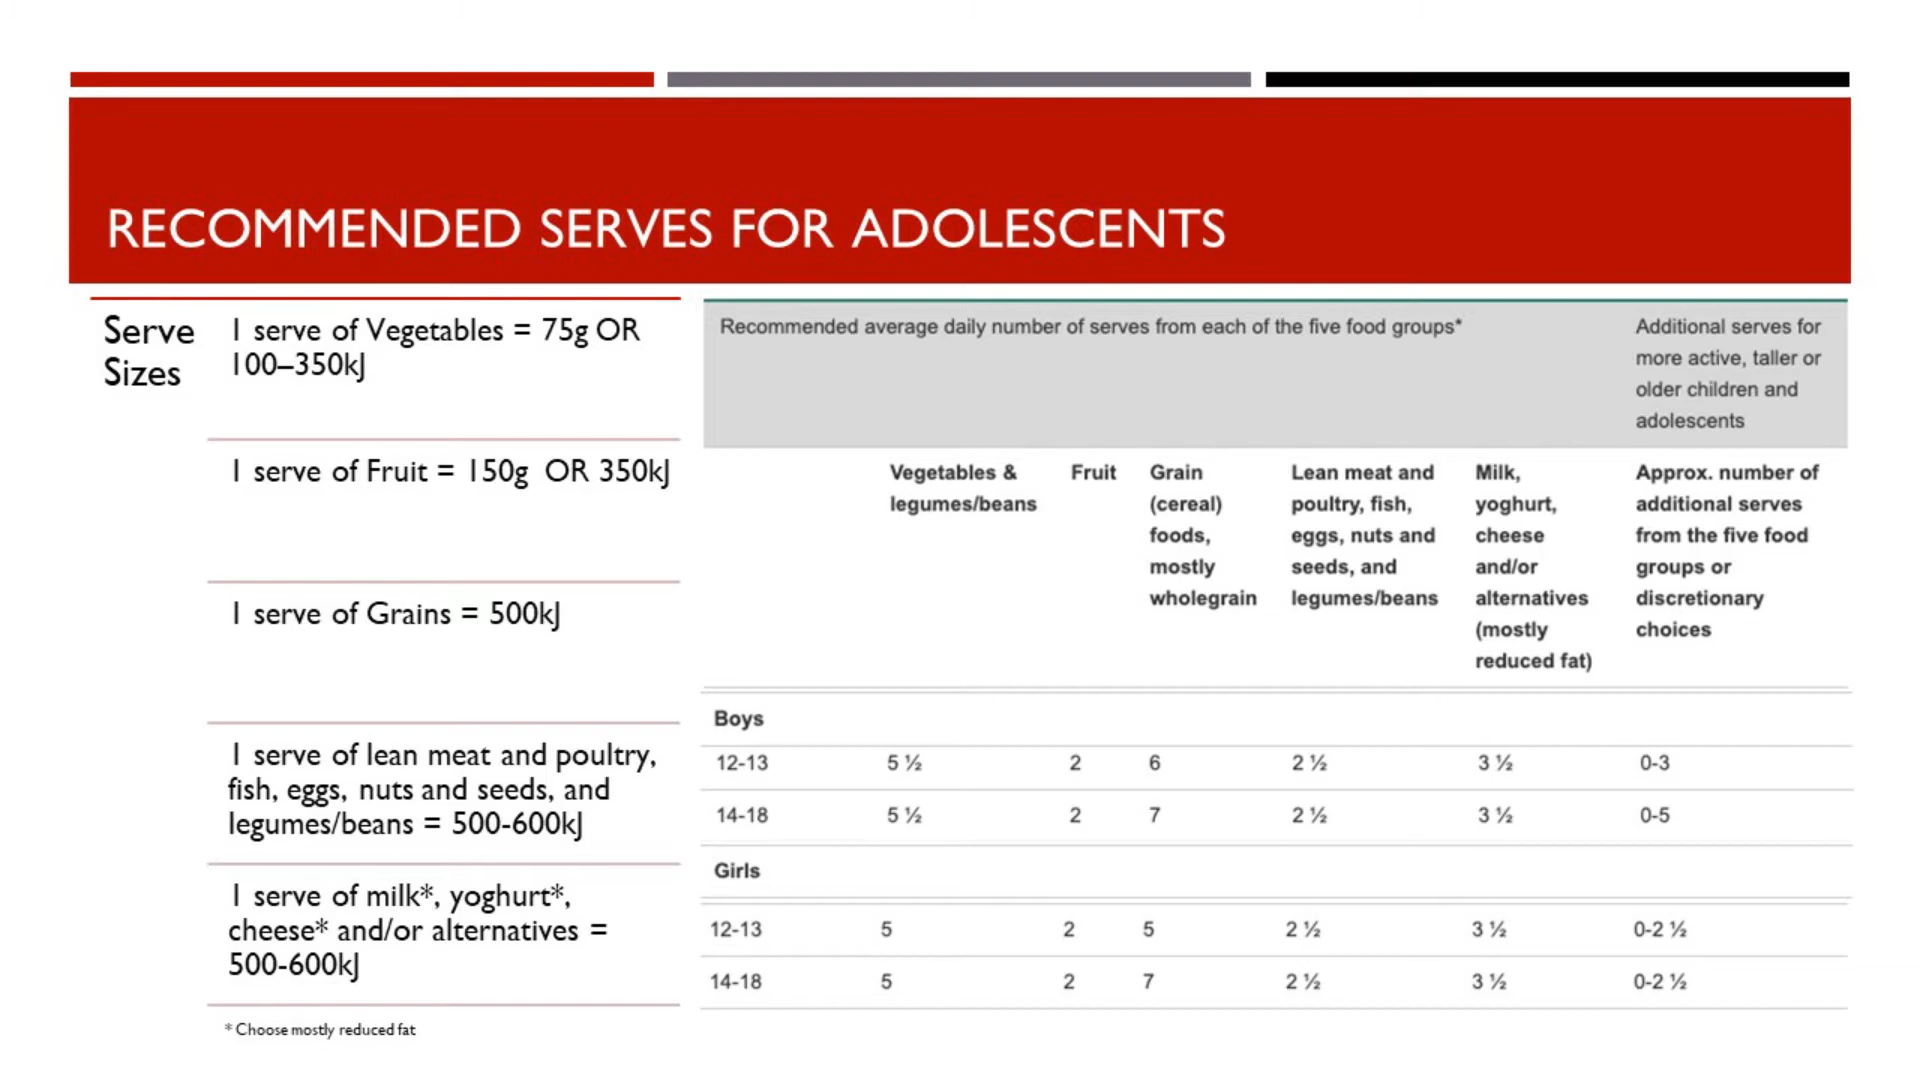 RECOMMENDED SERVES FOR ADOLESCENTS
Serve
Sizes
1 serve of Vegetables = 75g OR
100–350kJ
1 serve of Fruit = 150g OR 350kJ
1 serve of Grains = 500kJ
1 serve of lean meat and poultry,
fish, eggs, nuts and seeds, and
legumes/beans = 500-600kJ
1 serve of milk*, yoghurt*,
cheese* and/or alternatives =
500-600kJ
* Choose mostly reduced fat
Recommended average daily number of serves from each of the five food groups*
Additional serves for
more active, taller or
older children and
adolescents
Vegetables &
legumes/beans
Fruit
Grain
(cereal)
foods,
mostly
wholegrain
Lean meat and
poultry, fish,
eggs, nuts and
seeds, and
legumes/beans
Milk,
yoghurt,
cheese
and/or
alternatives
(mostly
reduced fat)
Approx. number of
additional serves
from the five food
groups or
discretionary
choices
Boys
12-13 5 ½ 2 6 2 ½ 3 ½ 0-3
14-18 5 ½ 2 7 2 ½ 3 ½ 0-5
Girls
12-13 5 2 5 2 ½ 3 ½ 0-2 ½
14-18 5 2 7 2 ½ 3 ½ 0-2 ½